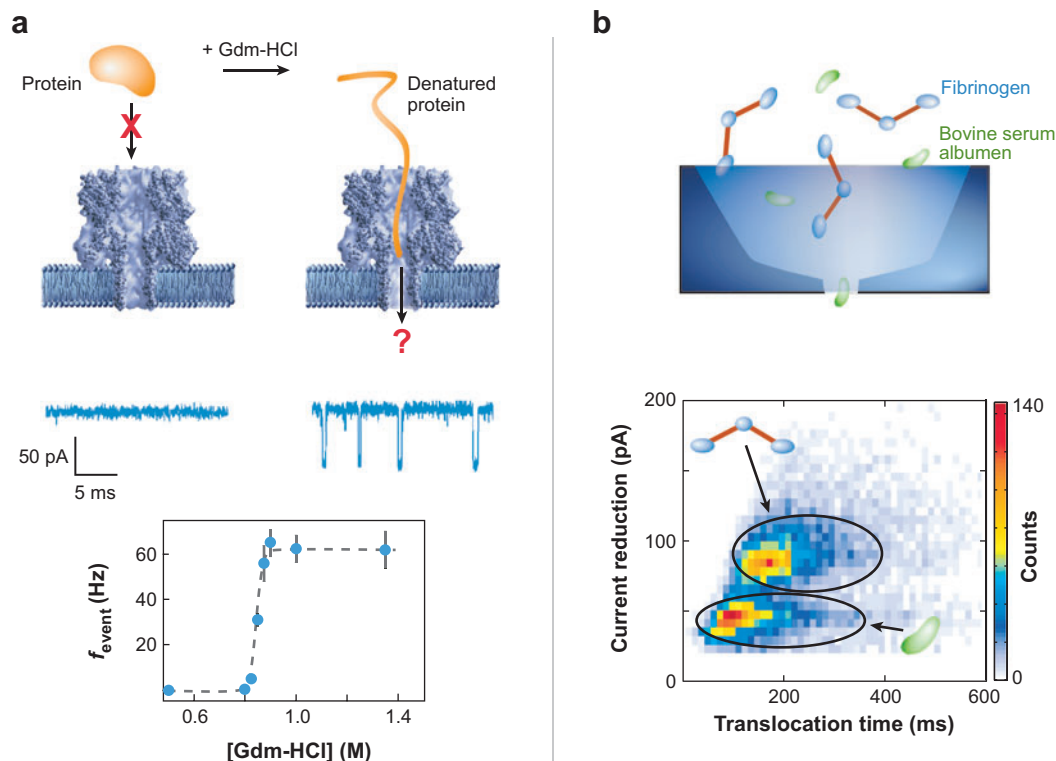 a
+ Gdm-HCl
Protein
X
Denatured
protein
?
50 pA
5 ms
60
40
20
f event (Hz)
0.6
1.0
1.4
[Gdm-HCl] (M)
b
Fibrinogen
Bovine serum
albumen
200
100
0
Current reduction (pA)
0
200
400
600
Translocation time (ms)
140
0
Counts